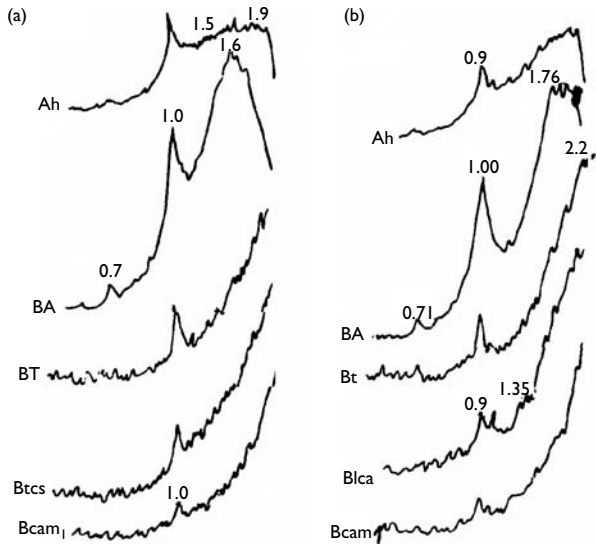 (a)
1.5
1.9
1.6
Ah
1.0
0.7
BA
BT
Btcs
1.0
Bcam₁
(b)
0.9
1.76
Ah
2.2
1.00
0.71
BA
Bt
1.35
0.9
Blca
Bcam